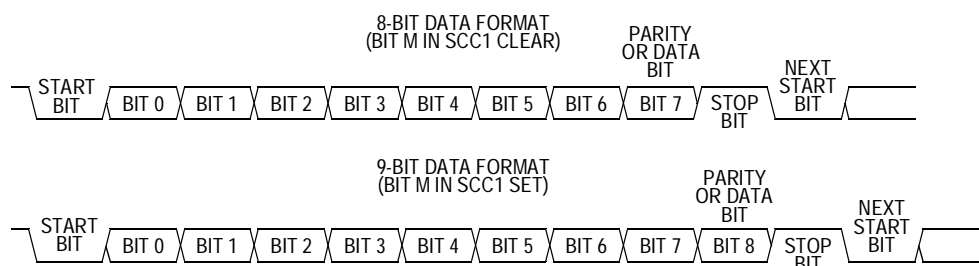 8-BIT DATA FORMAT
(BIT M IN SCC1 CLEAR)
PARITY
OR DATA
BIT
START
BIT
BIT 0
BIT 1
BIT 2
BIT 3
BIT 4
BIT 5
BIT 6
BIT 7
STOP
BIT
NEXT
START
BIT
9-BIT DATA FORMAT
(BIT M IN SCC1 SET)
PARITY
OR DATA
BIT
START
BIT
BIT 0
BIT 1
BIT 2
BIT 3
BIT 4
BIT 5
BIT 6
BIT 7
BIT 8
STOP
BIT
NEXT
START
BIT